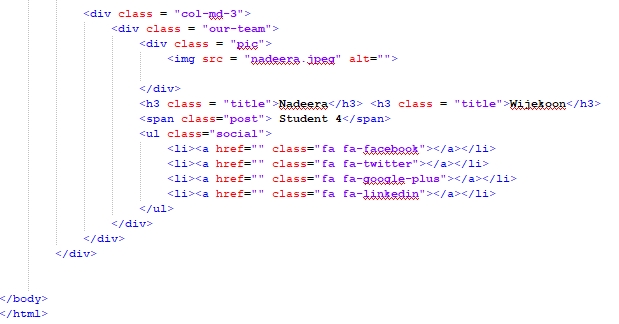 <div class = "col-md-3">
<div class = "our-team">
<div class = "pic">
<img src = "nadeera.jpeg" alt="">
</div>
<h3 class = "title">Nadeera</h3> <h3 class = "title">Wijekoon</h3>
<span class="post"> Student 4</span>
<ul class="social">
<li><a href="" class="fa fa-facebook"></a></li>
<li><a href="" class="fa fa-twitter"></a></li>
<li><a href="" class="fa fa-google-plus"></a></li>
<li><a href="" class="fa fa-linkedin"></a></li>
</ul>
</div>
</div>
</div>
</body>
</html>